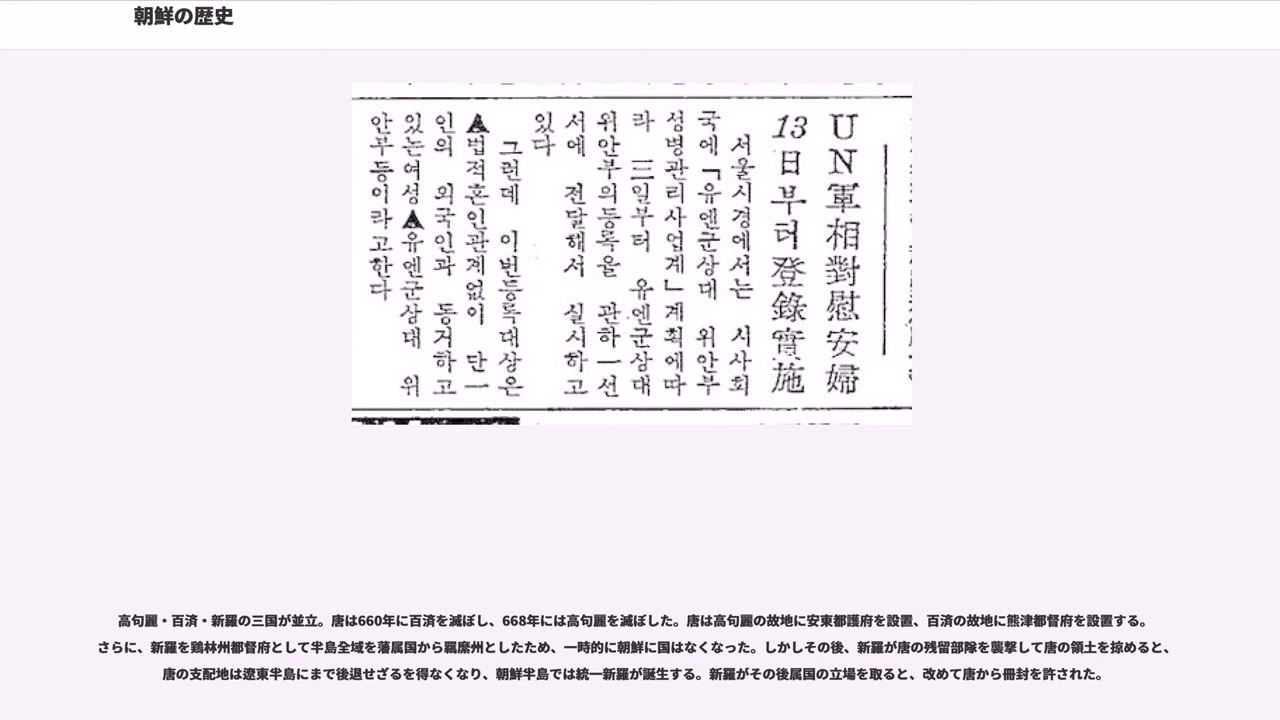 朝鮮の歴史
UN軍相對慰安婦
13日부터登錄實施
서울시경에서는 시사회
국에「유엔군상대 위안부
성병관리사업계」계획에따
라 三일부터 유엔군상대
위안부의등록을 관하一선
서에 전달해서 실시하고
있다
그런데 이번등록대상은
▲법적혼인관계없이 단一
인의 외국인과 동거하고
있는여성▲유엔군상대 위
안부등이라고한다
高句麗・百済・新羅の三国が並立。唐は660年に百済を滅ぼし、668年には高句麗を滅ぼした。唐は高句麗の故地に安東都護府を設置、百済の故地に熊津都督府を設置する。
さらに、新羅を鶏林州都督府として半島全域を藩属国から羈縻州としたため、一時的に朝鮮に国はなくなった。しかしその後、新羅が唐の残留部隊を襲撃して唐の領土を掠めると、
唐の支配地は遼東半島にまで後退せざるを得なくなり、朝鮮半島では統一新羅が誕生する。新羅がその後属国の立場を取ると、改めて唐から冊封を許された。